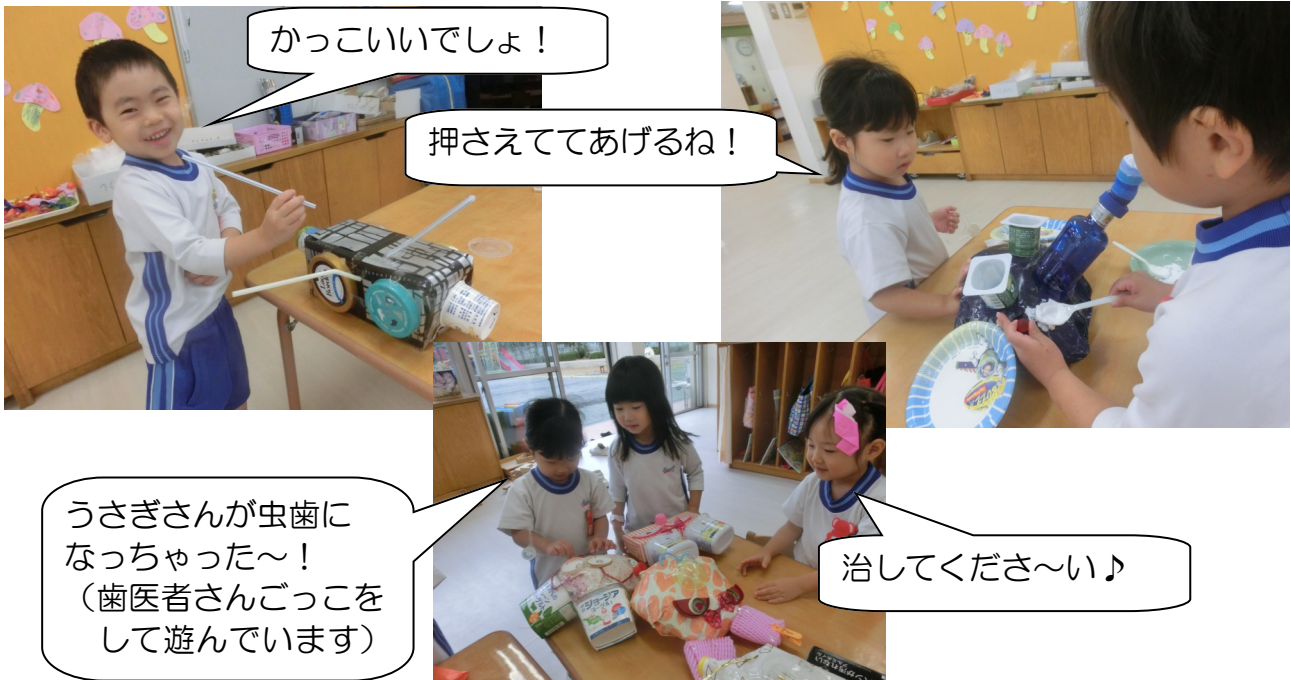 かっこいいでしょ！
押さえててあげるね！
うさぎさんが虫歯に
なっちゃった～！
（歯医者さんごっこを
して遊んでいます）
治してくださ～い♪